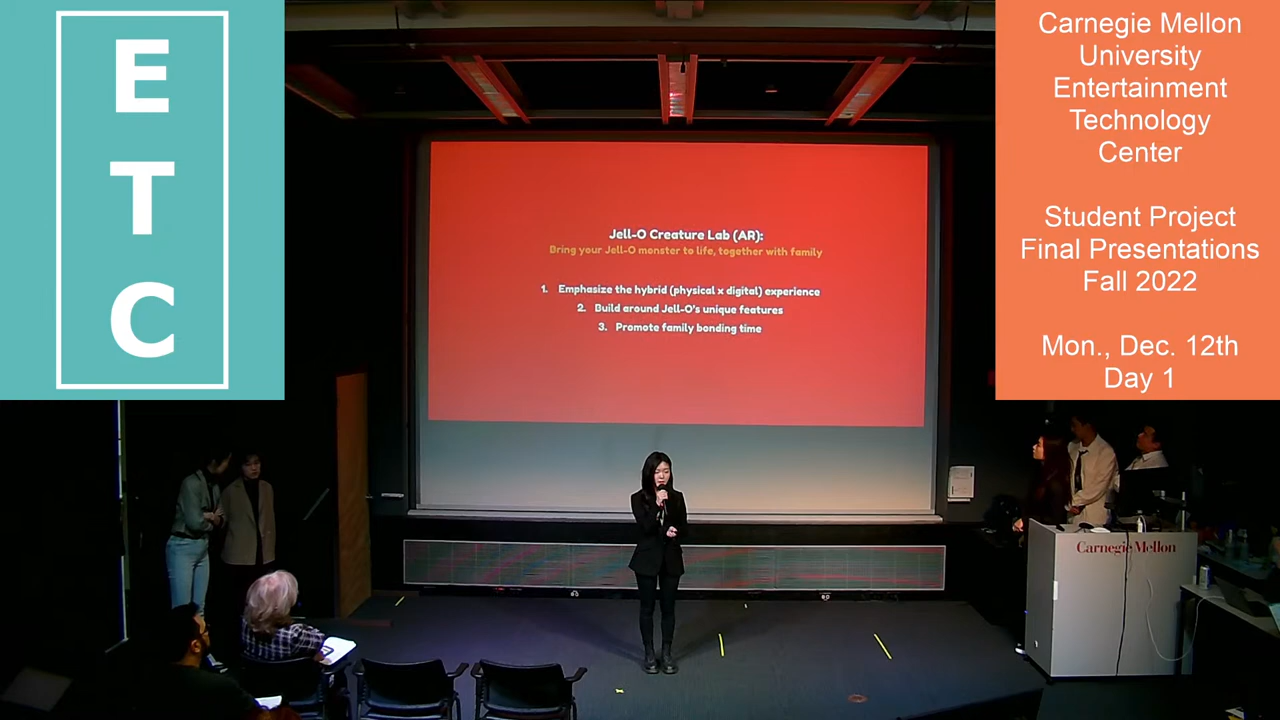 E
T
C
Carnegie Mellon
University
Entertainment
Technology
Center
Student Project
Final Presentations
Fall 2022
Mon., Dec. 12th
Day 1
Jell-O Creature Lab (AR):
Bring your Jell-O monster to life, together with family
1. Emphasize the hybrid (physical x digital) experience
2. Build around Jell-O's unique features
3. Promote family bonding time
Carnegie Mellon